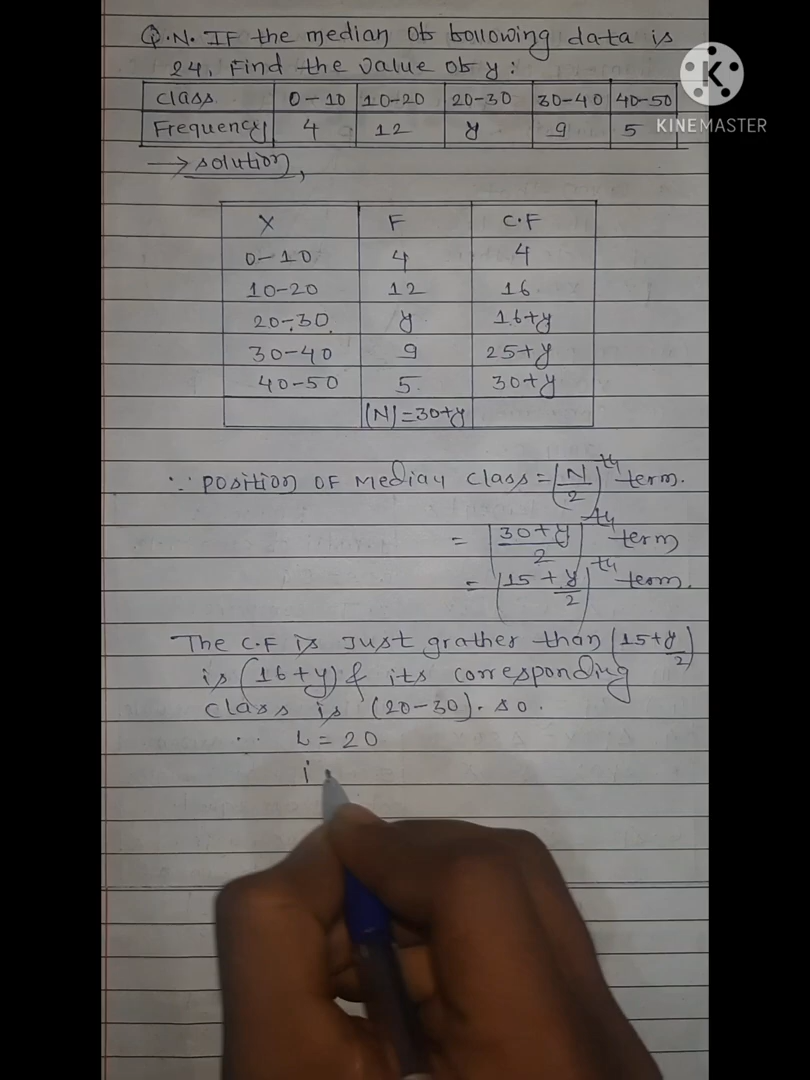 Q.N. IF the median ob bollowing data is
24, Find the value ob y :
KINEMASTER
class 0-10 10-20 20-30 30-40 40-50
Frequency 4 12 y 9 5
→ solution,
X F C.F
0-10 4 4
10-20 12 16
20-30 y 16+y
30-40 9 25+y
40-50 5 30+y
(N)=30+y
∵ position OF Median class = (N/2)th term.
= (30+y/2)th term
= (15+y/2)th term.
The C.F is Just grather than (15+y/2)
is (16+y) & its corresponding
class is (20-30). so.
∴ L = 20
i